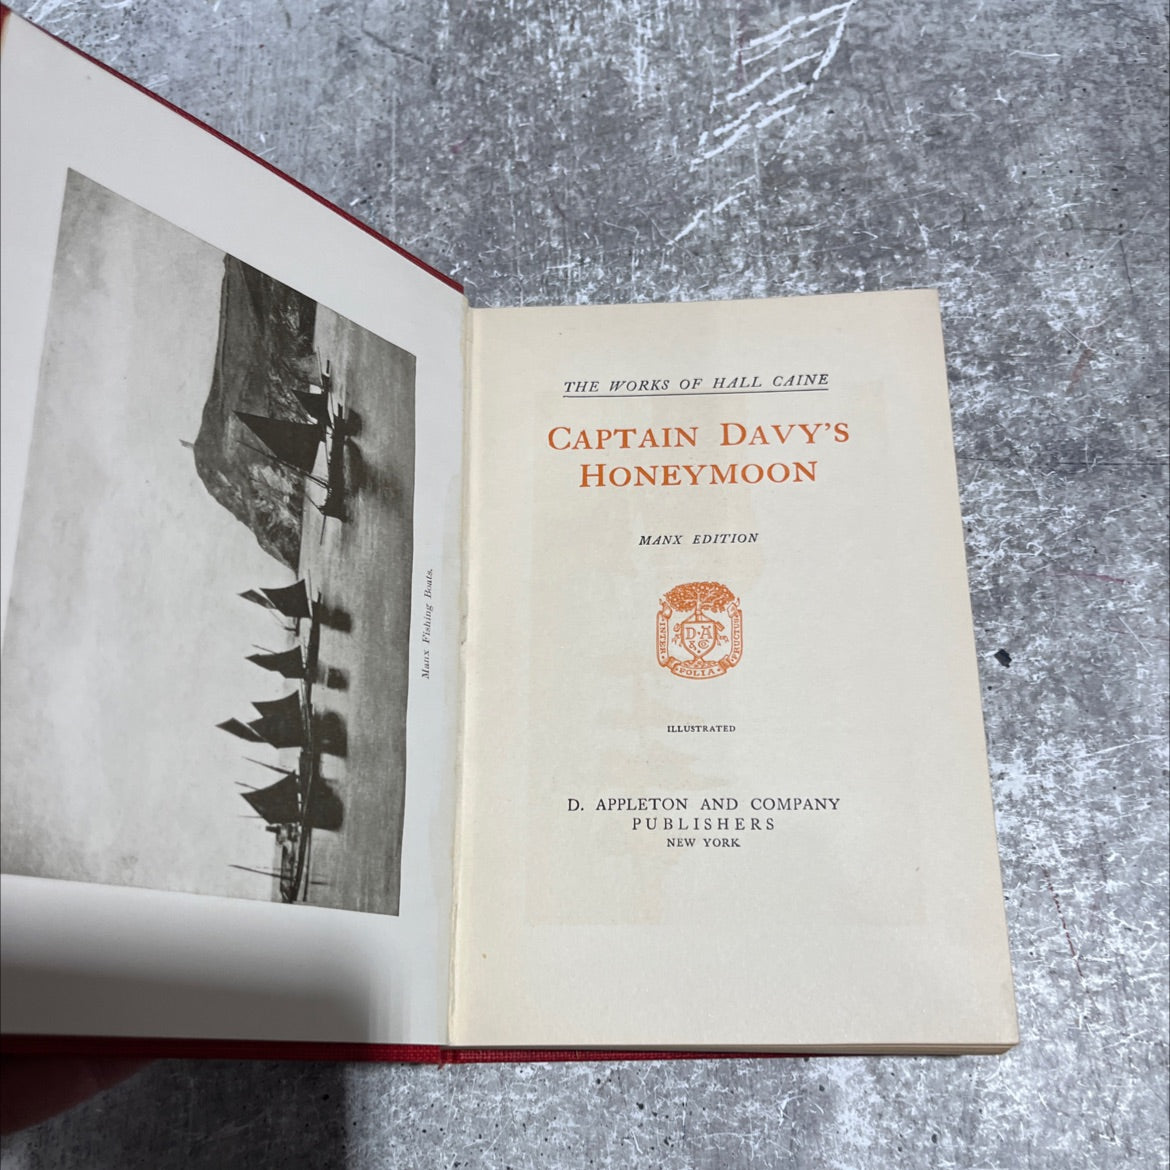 Manx Fishing Boats.
THE WORKS OF HALL CAINE
CAPTAIN DAVY'S
HONEYMOON
MANX EDITION
D·A
&Co
INTER
FOLIA
FRUCTUS
ILLUSTRATED
D. APPLETON AND COMPANY
PUBLISHERS
NEW YORK